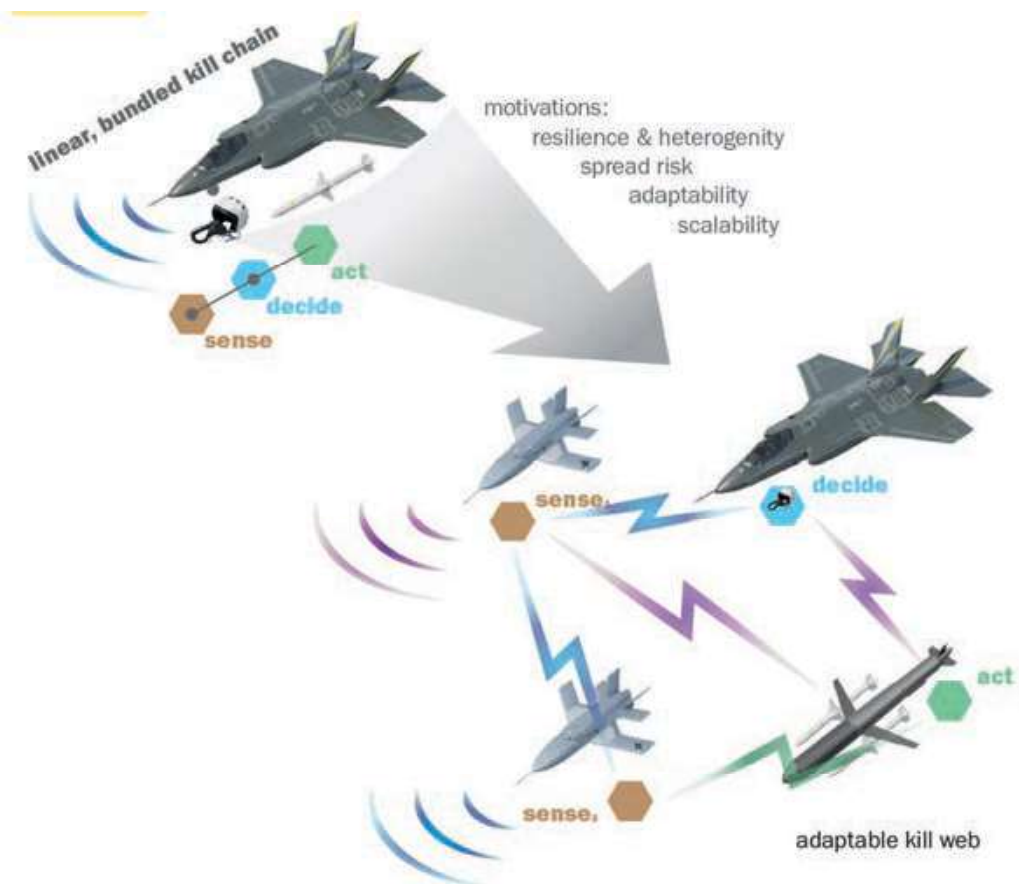 linear, bundled kill chain
motivations:
resilience & heterogenity
spread risk
adaptability
scalability
act
decide
sense
decide
sense
act
sense
adaptable kill web